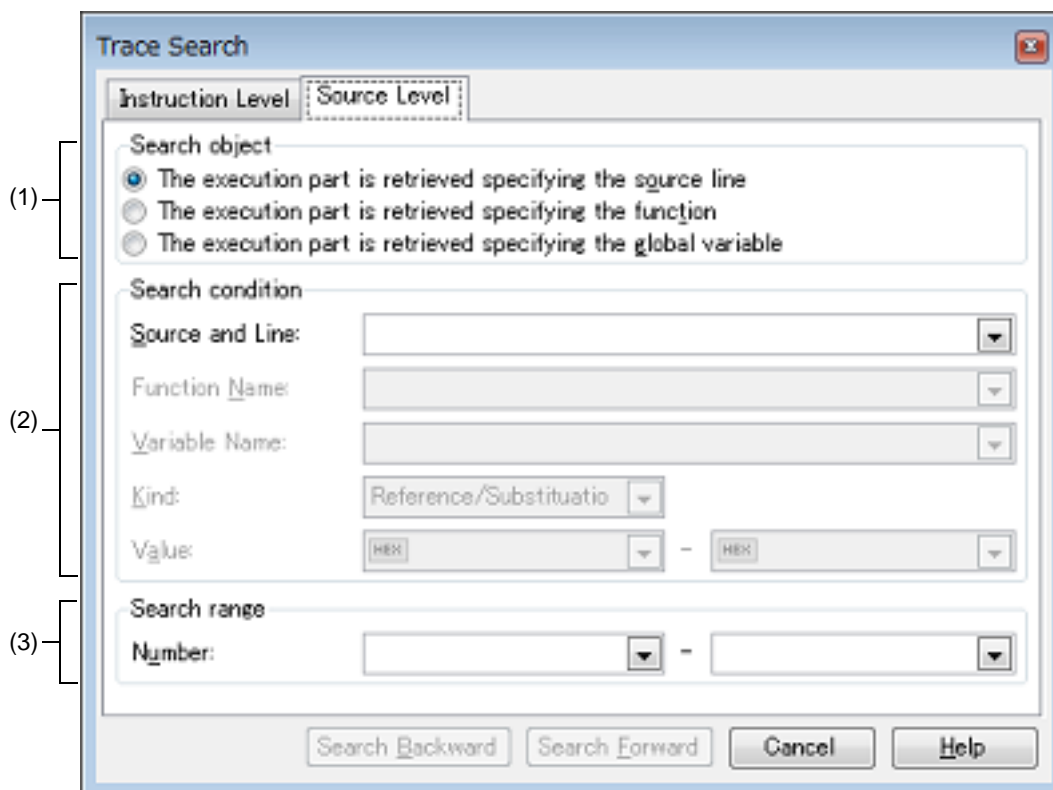 Trace Search
Instruction Level Source Level
(1)
Search object
The execution part is retrieved specifying the source line
The execution part is retrieved specifying the function
The execution part is retrieved specifying the global variable
(2)
Search condition
Source and Line:
Function Name:
Variable Name:
Kind: Reference/Substituatio
Value: HEX - HEX
(3)
Search range
Number: -
Search Backward Search Forward Cancel Help